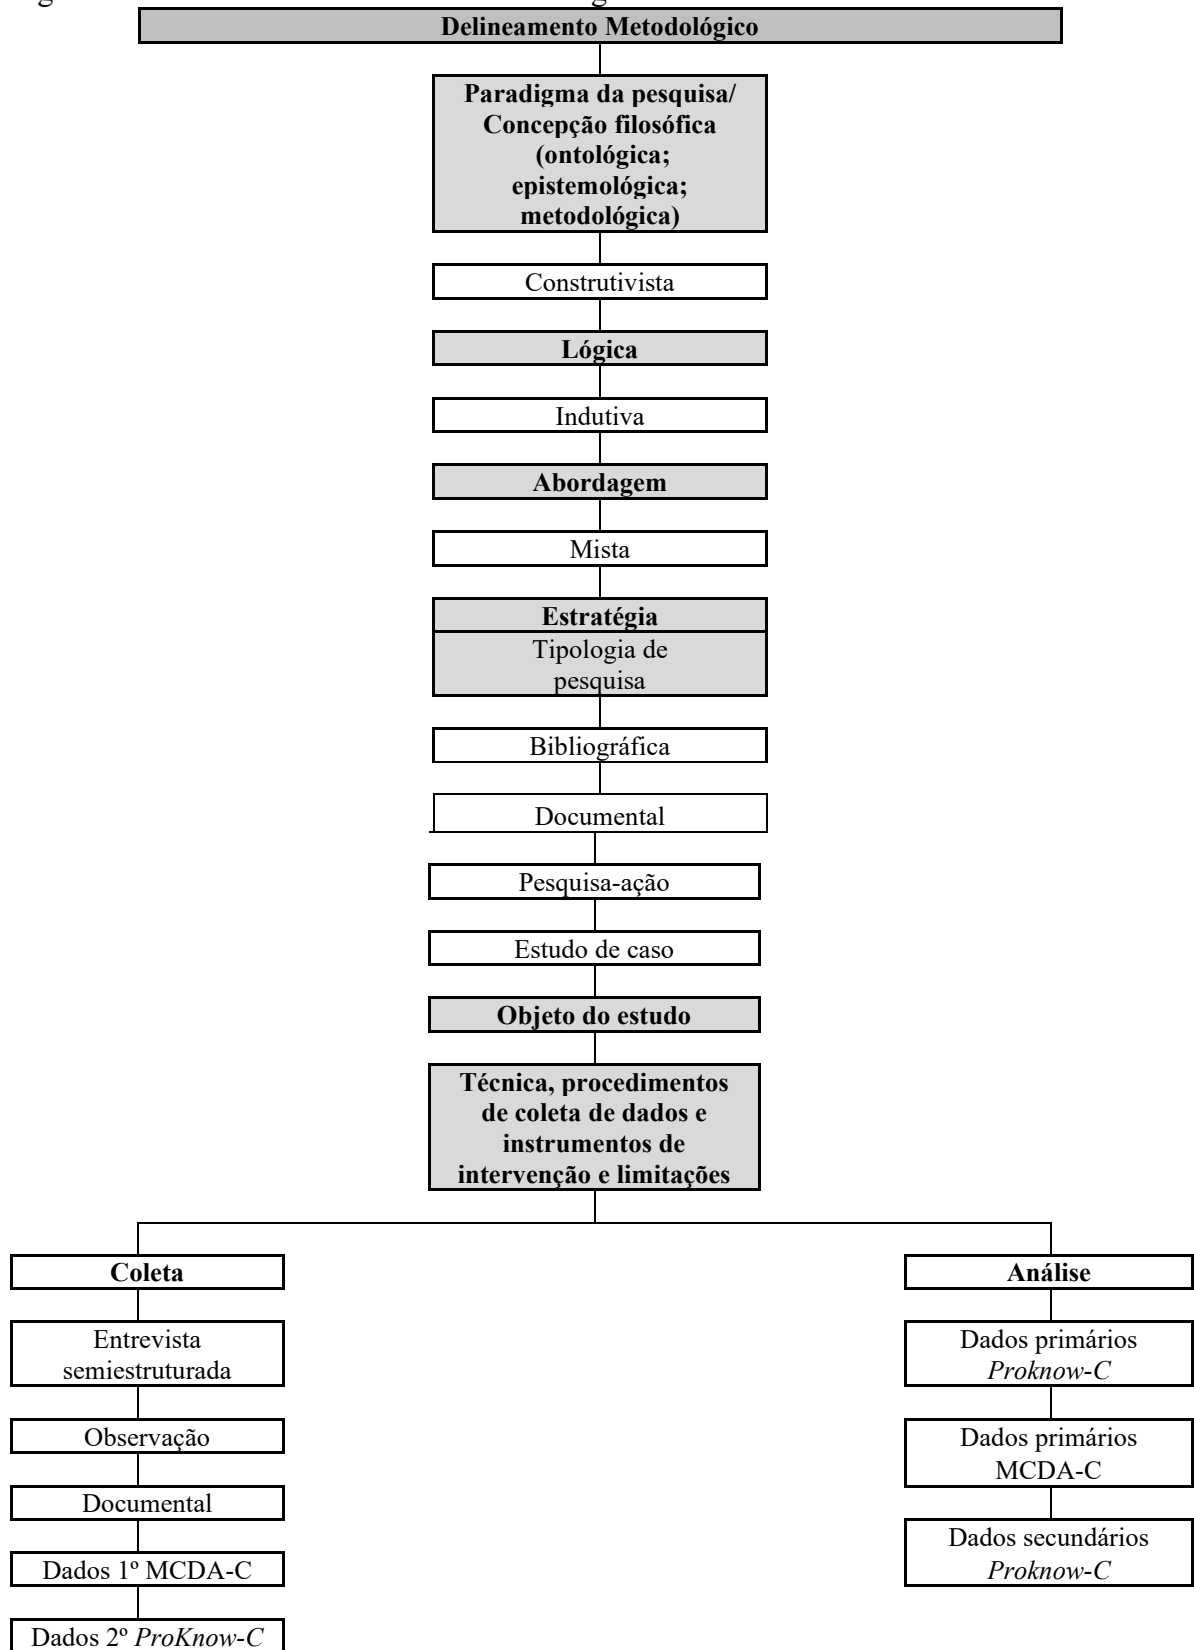 Delineamento Metodológico
Paradigma da pesquisa/
Concepção filosófica
(ontológica;
epistemológica;
metodológica)
Construtivista
Lógica
Indutiva
Abordagem
Mista
Estratégia
Tipologia de
pesquisa
Bibliográfica
Documental
Pesquisa-ação
Estudo de caso
Objeto do estudo
Técnica, procedimentos
de coleta de dados e
instrumentos de
intervenção e limitações
Coleta
Entrevista
semiestruturada
Observação
Documental
Dados 1º MCDA-C
Dados 2º ProKnow-C
Análise
Dados primários
Proknow-C
Dados primários
MCDA-C
Dados secundários
Proknow-C